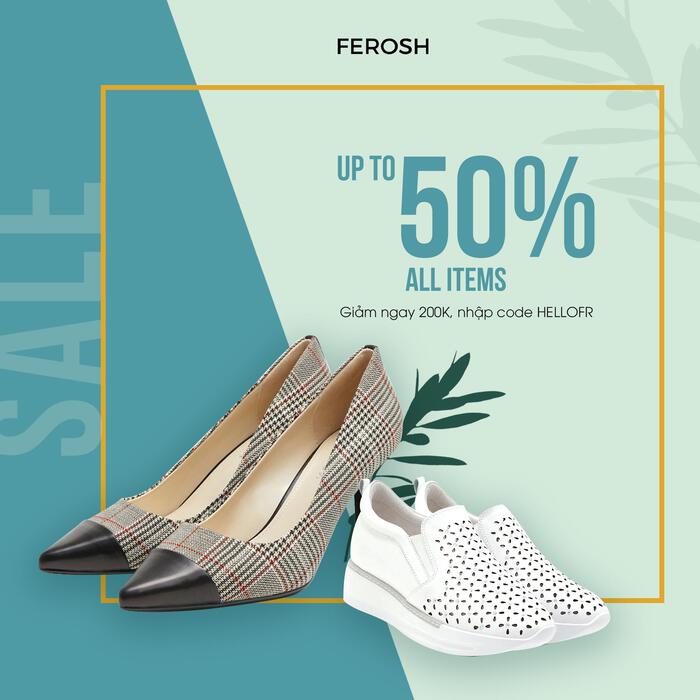 FEROSH
SALE
UP TO 50%
ALL ITEMS
Giảm ngay 200K, nhập code HELLOFR